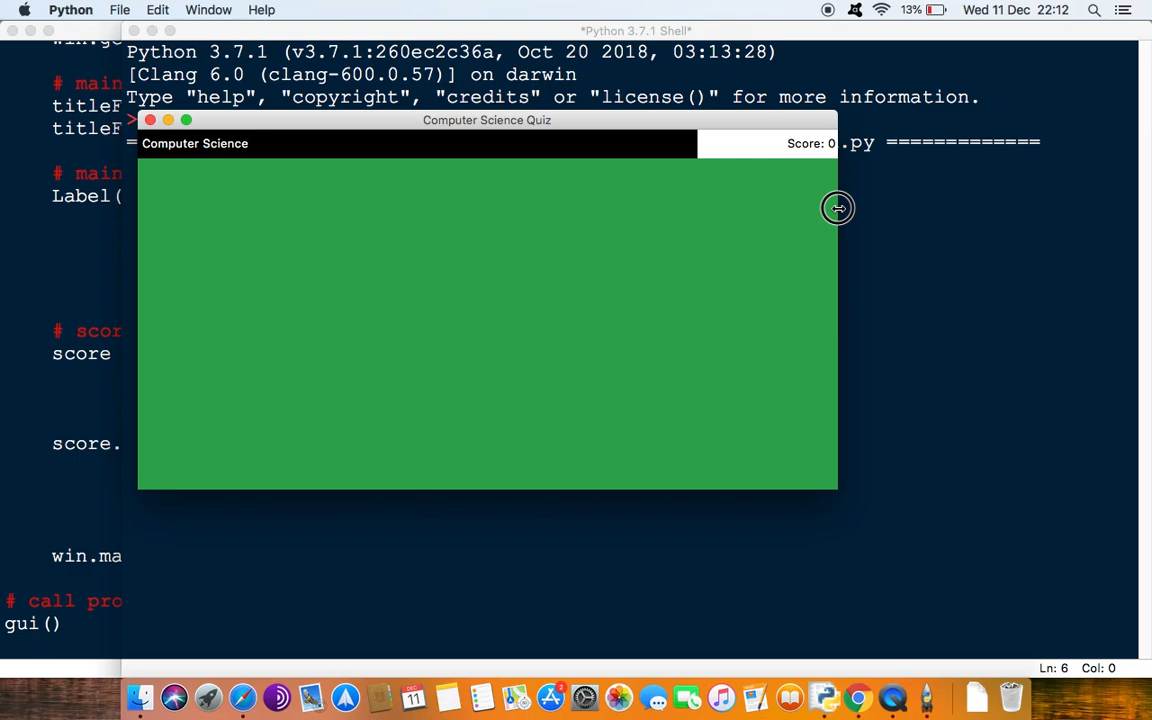 Python File Edit Window Help 13% Wed 11 Dec 22:12
*Python 3.7.1 Shell*
Python 3.7.1 (v3.7.1:260ec2c36a, Oct 20 2018, 03:13:28)
[Clang 6.0 (clang-600.0.57)] on darwin
Type "help", "copyright", "credits" or "license()" for more information.
>
.py =============
Computer Science Quiz
Computer Science
Score: 0
# main
titleF
titleF
# main
Label(
# scor
score
score.
win.ma
# call pro
gui()
Ln: 6 Col: 0